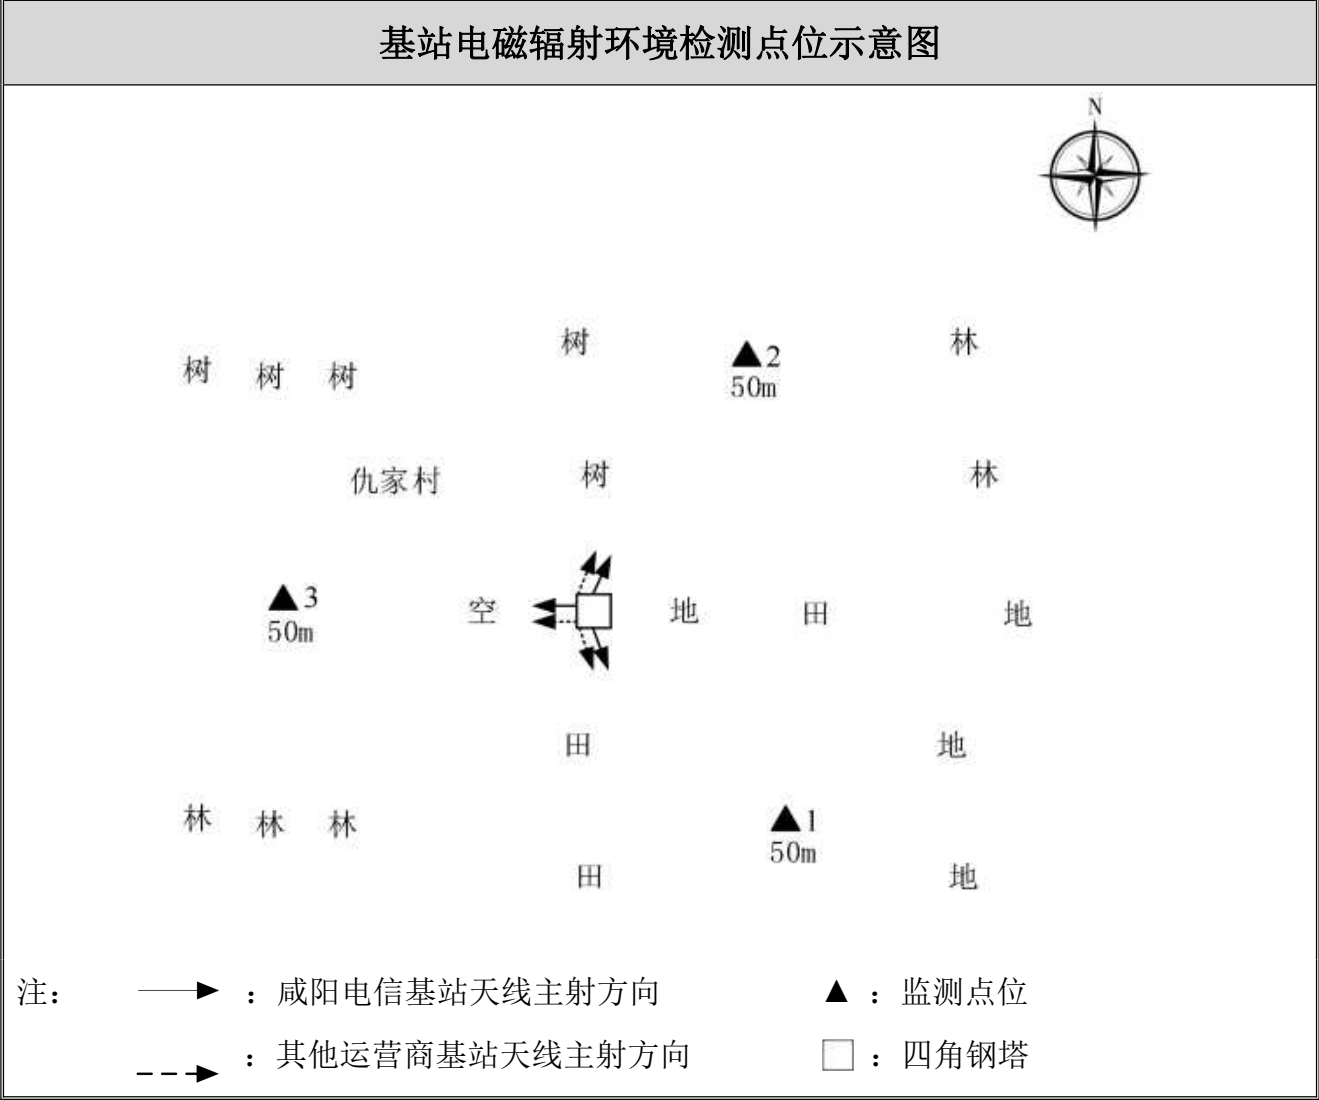 基站电磁辐射环境检测点位示意图
N
树 林
▲2
50m
树 树 树
仇家村 树 林
▲3
50m
空 地 田 地
田 地
林 林 林
▲1
50m
田 地
注： ：咸阳电信基站天线主射方向 ▲：监测点位
：其他运营商基站天线主射方向 ：四角钢塔